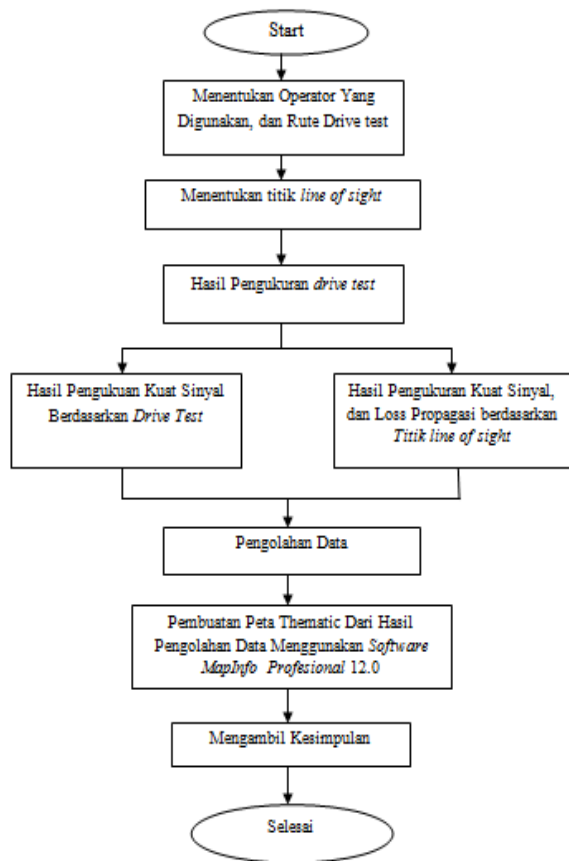 Start
Menentukan Operator Yang
Digunakan, dan Rute Drive test
Menentukan titik line of sight
Hasil Pengukuran drive test
Hasil Pengukuan Kuat Sinyal
Berdasarkan Drive Test
Hasil Pengukuran Kuat Sinyal,
dan Loss Propagasi berdasarkan
Titik line of sight
Pengolahan Data
Pembuatan Peta Thematic Dari Hasil
Pengolahan Data Menggunakan Software
MapInfo Profesional 12.0
Mengambil Kesimpulan
Selesai